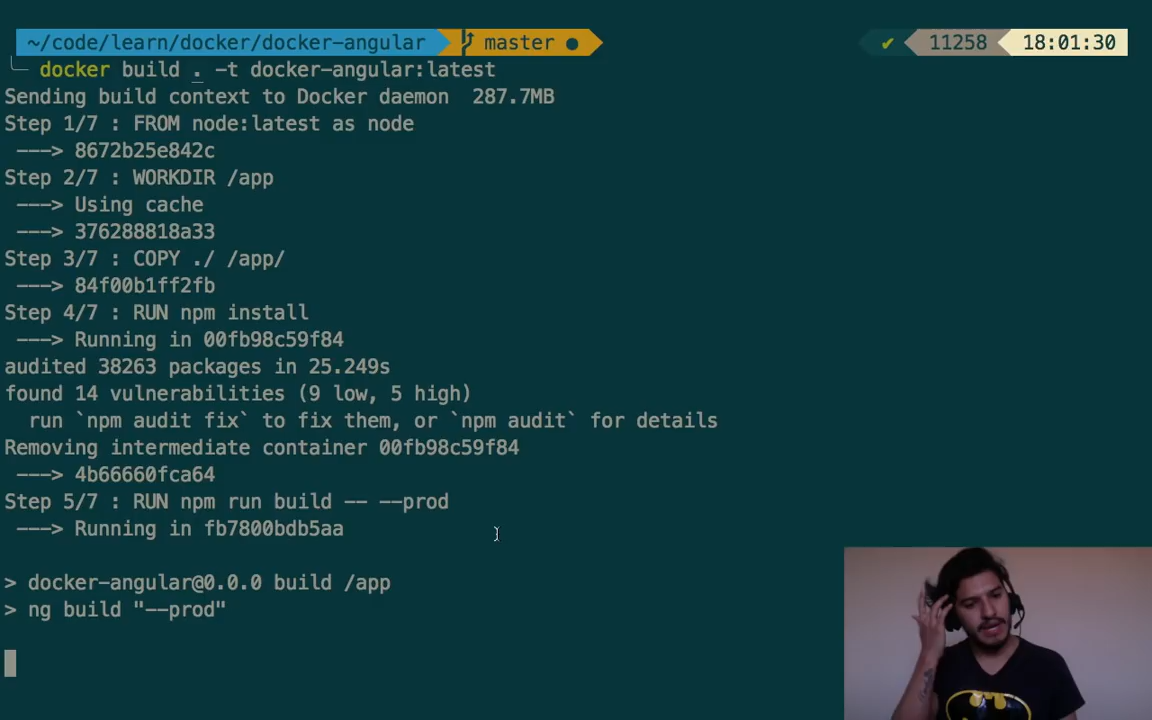 ~/code/learn/docker/docker-angular master ● ✔ 11258 18:01:30
docker build . -t docker-angular:latest
Sending build context to Docker daemon  287.7MB
Step 1/7 : FROM node:latest as node
---> 8672b25e842c
Step 2/7 : WORKDIR /app
---> Using cache
---> 376288818a33
Step 3/7 : COPY ./ /app/
---> 84f00b1ff2fb
Step 4/7 : RUN npm install
---> Running in 00fb98c59f84
audited 38263 packages in 25.249s
found 14 vulnerabilities (9 low, 5 high)
run `npm audit fix` to fix them, or `npm audit` for details
Removing intermediate container 00fb98c59f84
---> 4b66660fca64
Step 5/7 : RUN npm run build -- --prod
---> Running in fb7800bdb5aa
> docker-angular@0.0.0 build /app
> ng build "--prod"